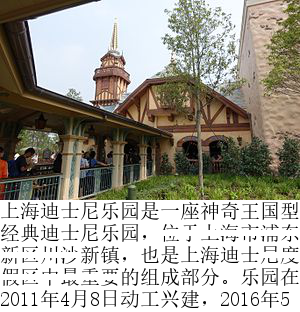 上海迪士尼乐园是一座神奇王国型
经典迪士尼乐园，位于上海市浦东
新区川沙新镇，也是上海迪士尼度
假区中最重要的组成部分。乐园在
2011年4月8日动工兴建，2016年5